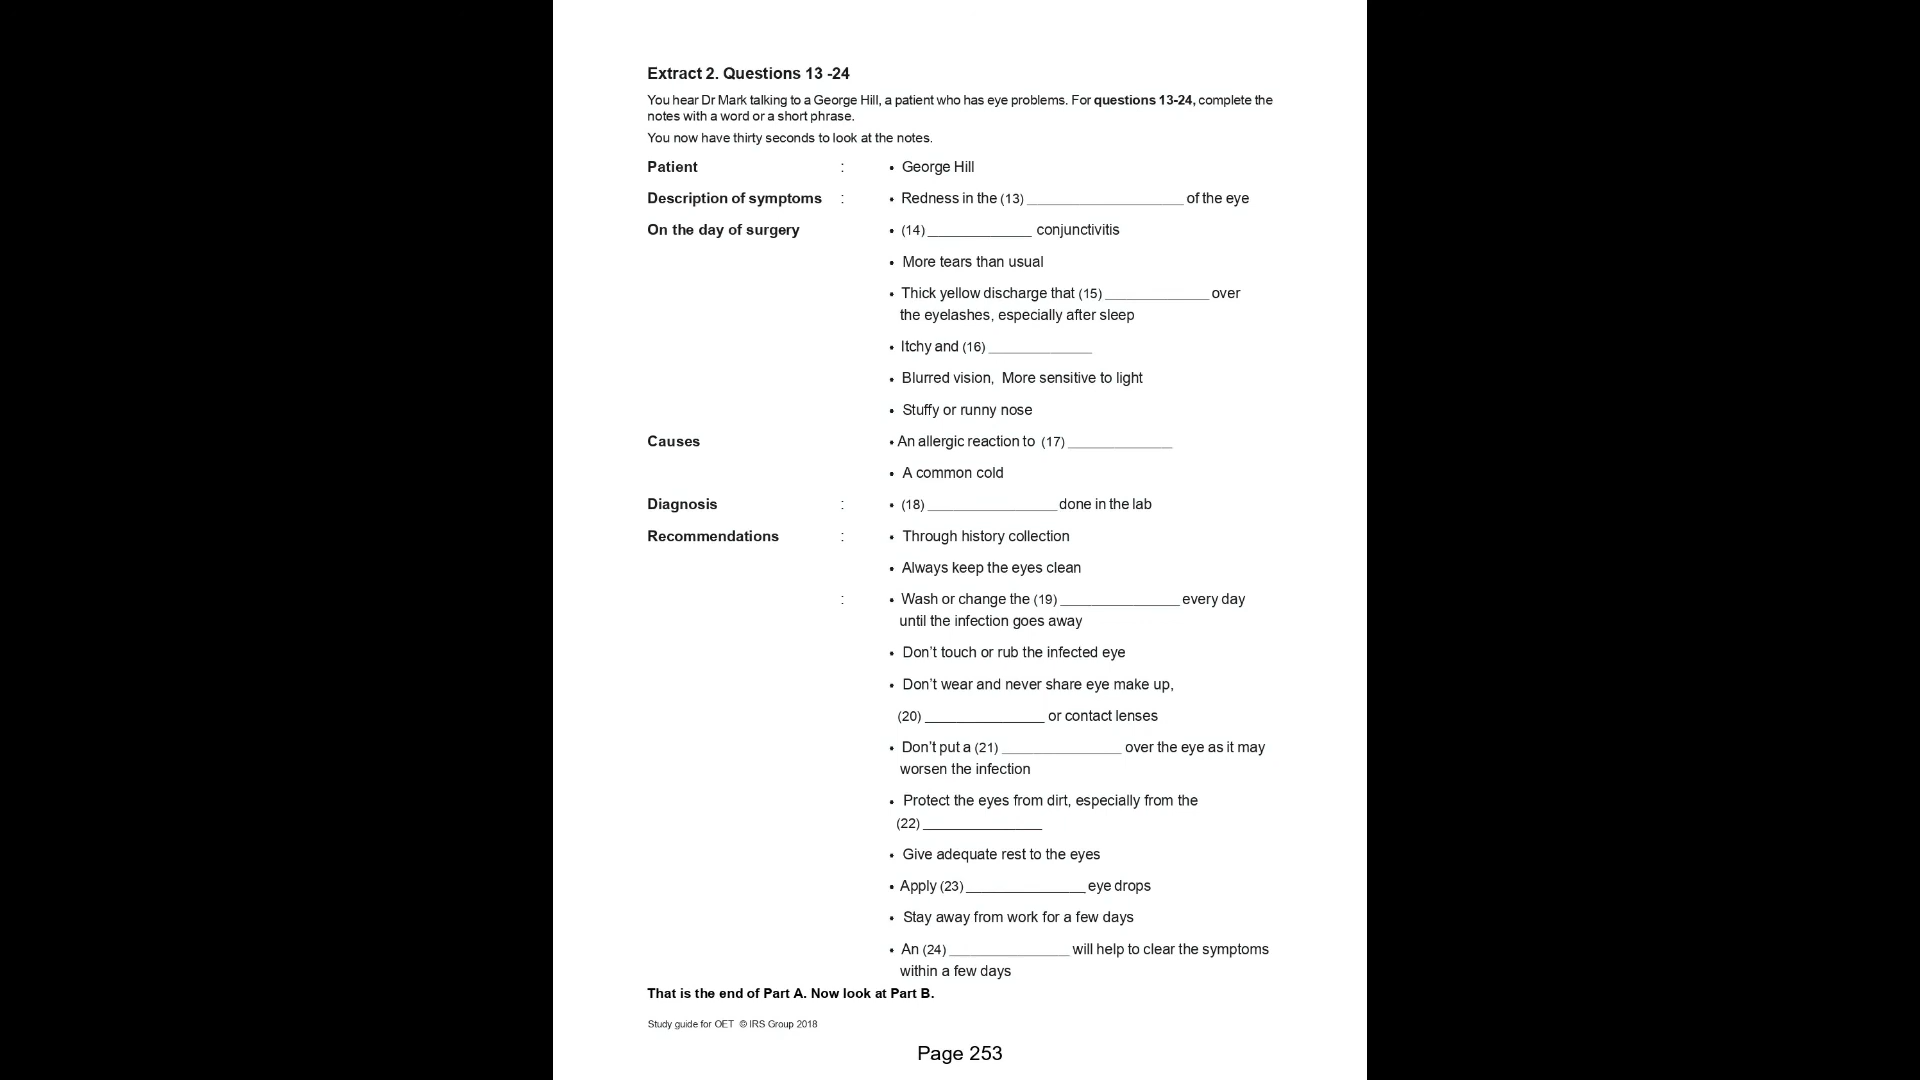 Extract 2. Questions 13 -24
You hear Dr Mark talking to a George Hill, a patient who has eye problems. For questions 13-24, complete the
notes with a word or a short phrase.
You now have thirty seconds to look at the notes.
Patient : • George Hill
Description of symptoms : • Redness in the (13) ____________________ of the eye
On the day of surgery • (14) _____________ conjunctivitis
• More tears than usual
• Thick yellow discharge that (15) _____________ over
the eyelashes, especially after sleep
• Itchy and (16) _____________
• Blurred vision, More sensitive to light
• Stuffy or runny nose
Causes • An allergic reaction to (17) _____________
• A common cold
Diagnosis : • (18) ________________ done in the lab
Recommendations : • Through history collection
• Always keep the eyes clean
: • Wash or change the (19) _______________ every day
until the infection goes away
• Don’t touch or rub the infected eye
• Don’t wear and never share eye make up,
(20) _______________ or contact lenses
• Don’t put a (21) _______________ over the eye as it may
worsen the infection
• Protect the eyes from dirt, especially from the
(22) _______________
• Give adequate rest to the eyes
• Apply (23) _______________ eye drops
• Stay away from work for a few days
• An (24) _______________ will help to clear the symptoms
within a few days
That is the end of Part A. Now look at Part B.
Study guide for OET © IRS Group 2018
Page 253